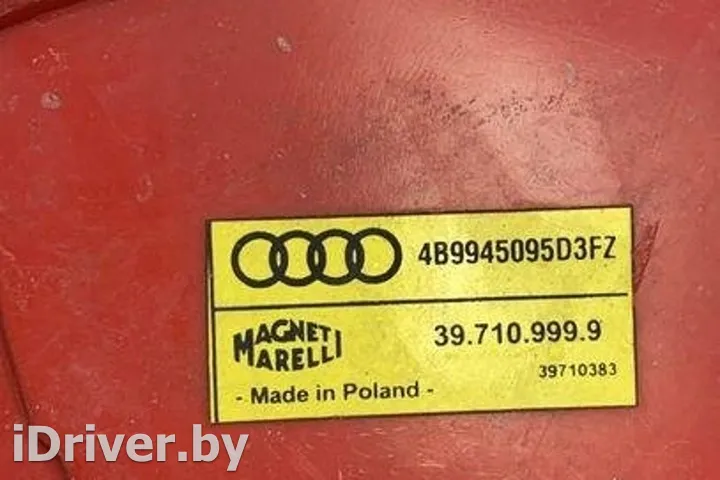 4B9945095D3FZ
MAGNETI
MARELLI
39.710.999.9
39710383
- Made in Poland -
iDriver.by